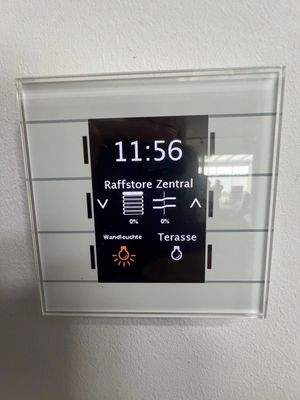 11:56
Raffstore Zentral
0% 0%
Wandleuchte Terasse